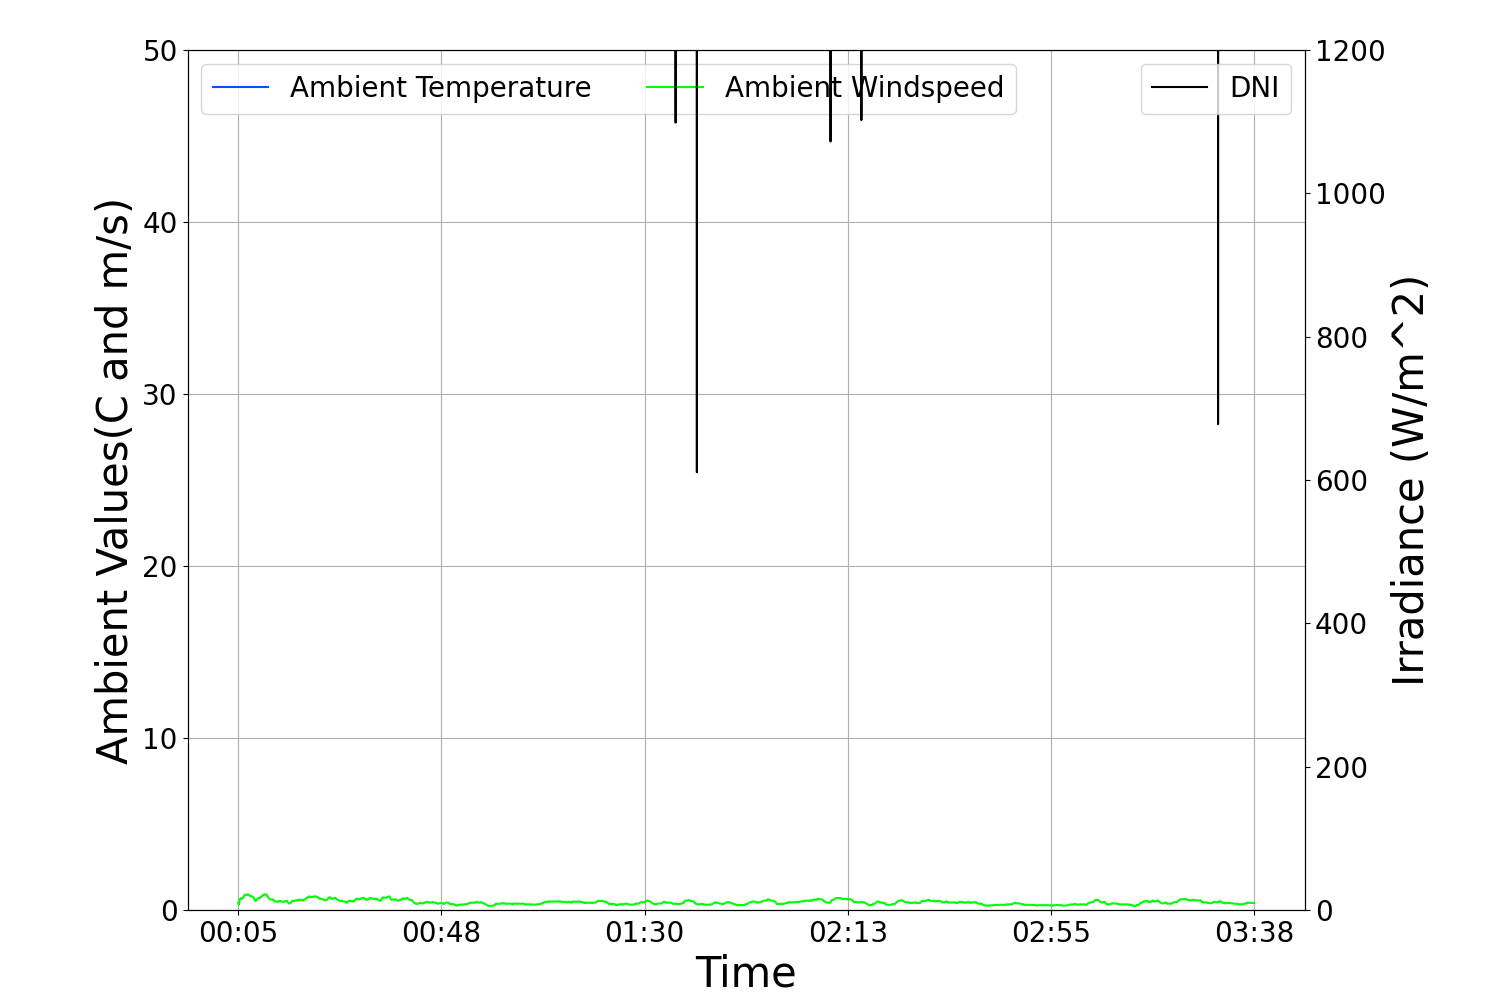 50
40
30
20
10
0
Ambient Values(C and m/s)
Ambient Temperature
Ambient Windspeed
DNI
1200
1000
800
600
400
200
0
Irradiance (W/m^2)
00:05 00:48 01:30 02:13 02:55 03:38
Time